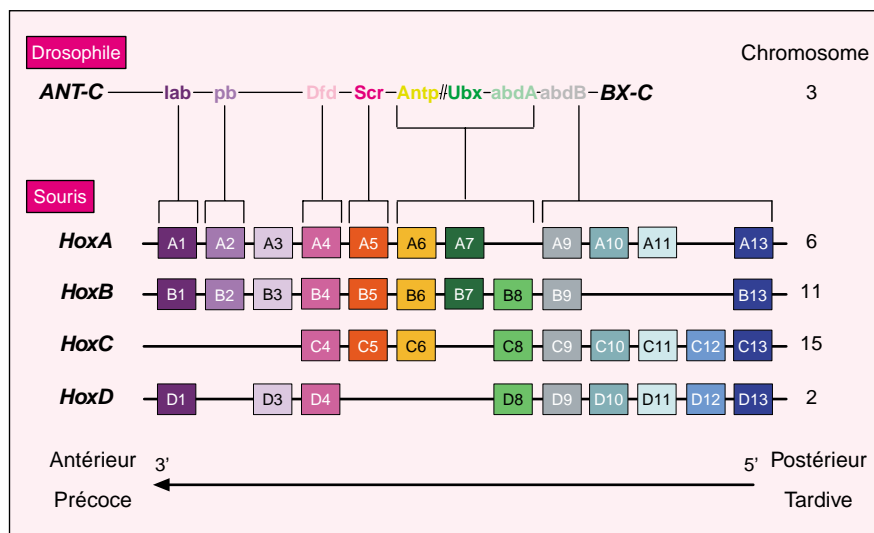 Drosophile
Chromosome
ANT-C lab pb Dfd Scr Antp//Ubx abdA abdB BX-C 3
Souris
HoxA A1 A2 A3 A4 A5 A6 A7 A9 A10 A11 A13 6
HoxB B1 B2 B3 B4 B5 B6 B7 B8 B9 B13 11
HoxC C4 C5 C6 C8 C9 C10 C11 C12 C13 15
HoxD D1 D3 D4 D8 D9 D10 D11 D12 D13 2
Antérieur 3’ 5’ Postérieur
Précoce Tardive